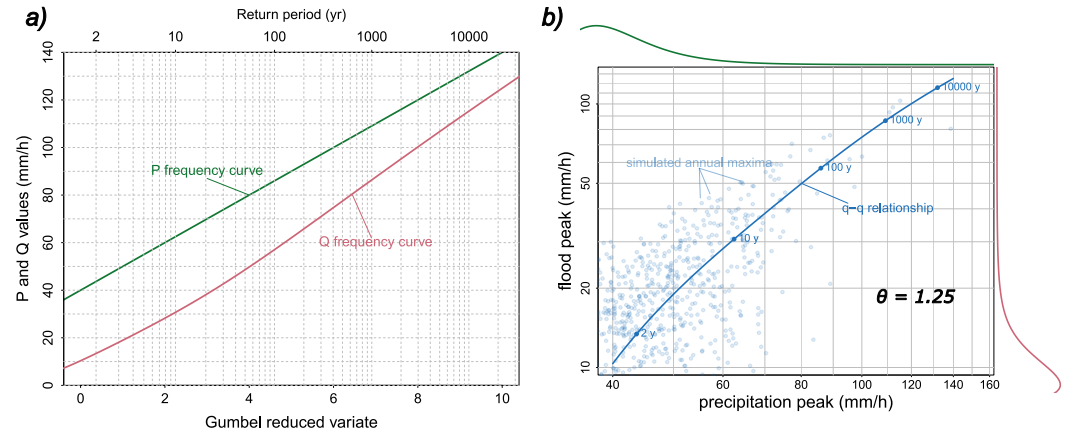 a)
Return period (yr)
2 10 100 1000 10000
P and Q values (mm/h)
140
120
100
80
60
40
20
0
P frequency curve
Q frequency curve
0 2 4 6 8 10
Gumbel reduced variate
b)
flood peak (mm/h)
100
50
20
10
10000 y
1000 y
simulated annual maxima
100 y
q−q relationship
10 y
θ = 1.25
2 y
40 60 80 100 120 140 160
precipitation peak (mm/h)